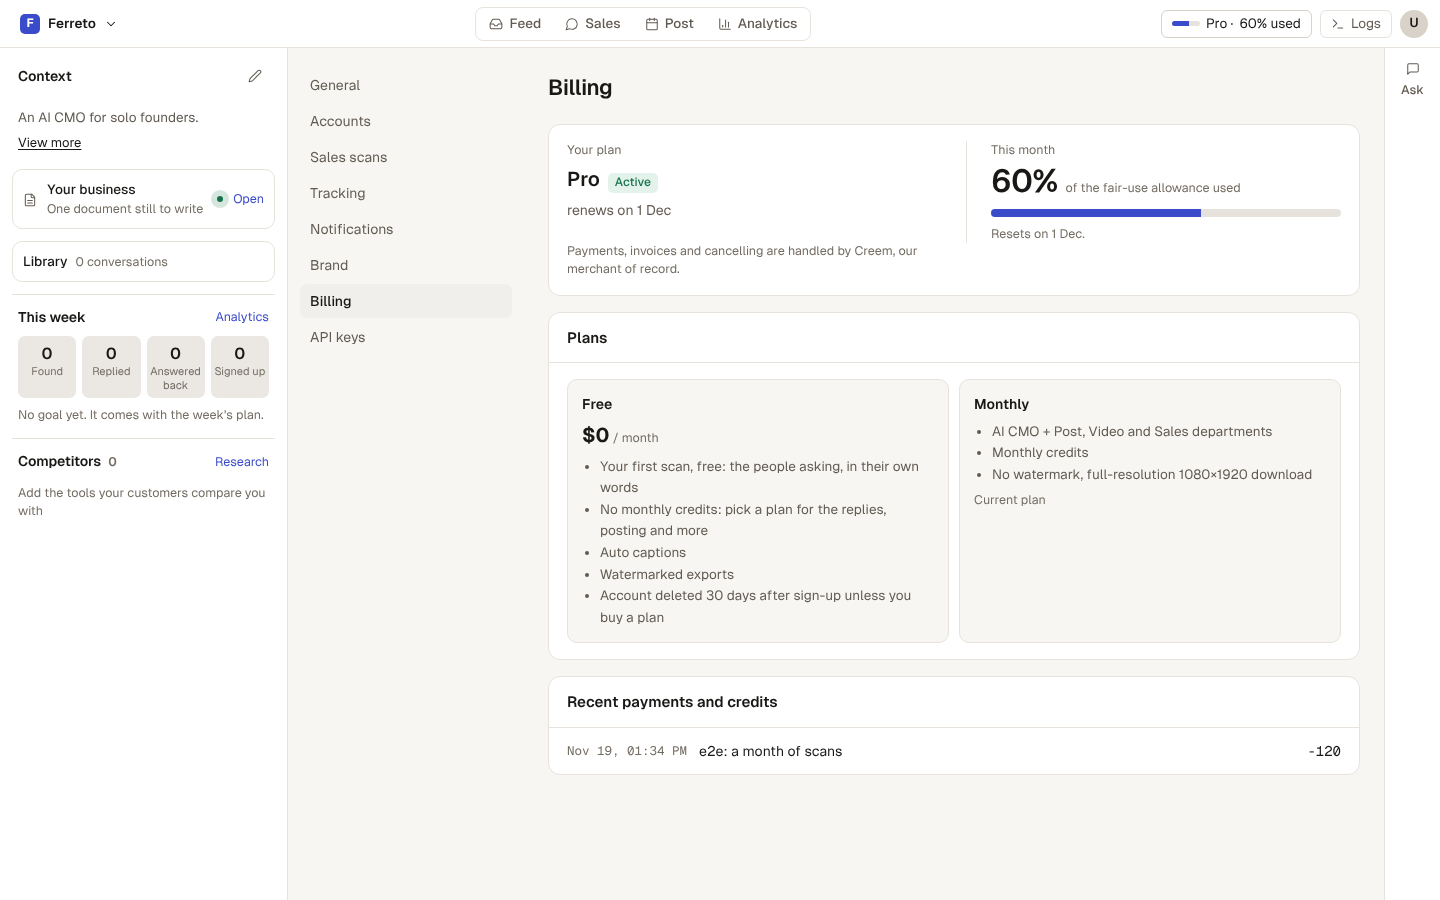 F Ferreto
Feed
Sales
Post
Analytics
Pro · 60% used
Logs
U
Context
An AI CMO for solo founders.
View more
Your business
One document still to write
Open
Library 0 conversations
This week
Analytics
0
Found
0
Replied
0
Answered
back
0
Signed up
No goal yet. It comes with the week's plan.
Competitors 0
Research
Add the tools your customers compare you
with
General
Accounts
Sales scans
Tracking
Notifications
Brand
Billing
API keys
Billing
Your plan
Pro Active
renews on 1 Dec
Payments, invoices and cancelling are handled by Creem, our
merchant of record.
This month
60% of the fair-use allowance used
Resets on 1 Dec.
Plans
Free
$0 / month
• Your first scan, free: the people asking, in their own
words
• No monthly credits: pick a plan for the replies,
posting and more
• Auto captions
• Watermarked exports
• Account deleted 30 days after sign-up unless you
buy a plan
Monthly
• AI CMO + Post, Video and Sales departments
• Monthly credits
• No watermark, full-resolution 1080×1920 download
Current plan
Recent payments and credits
Nov 19, 01:34 PM e2e: a month of scans -120
Ask